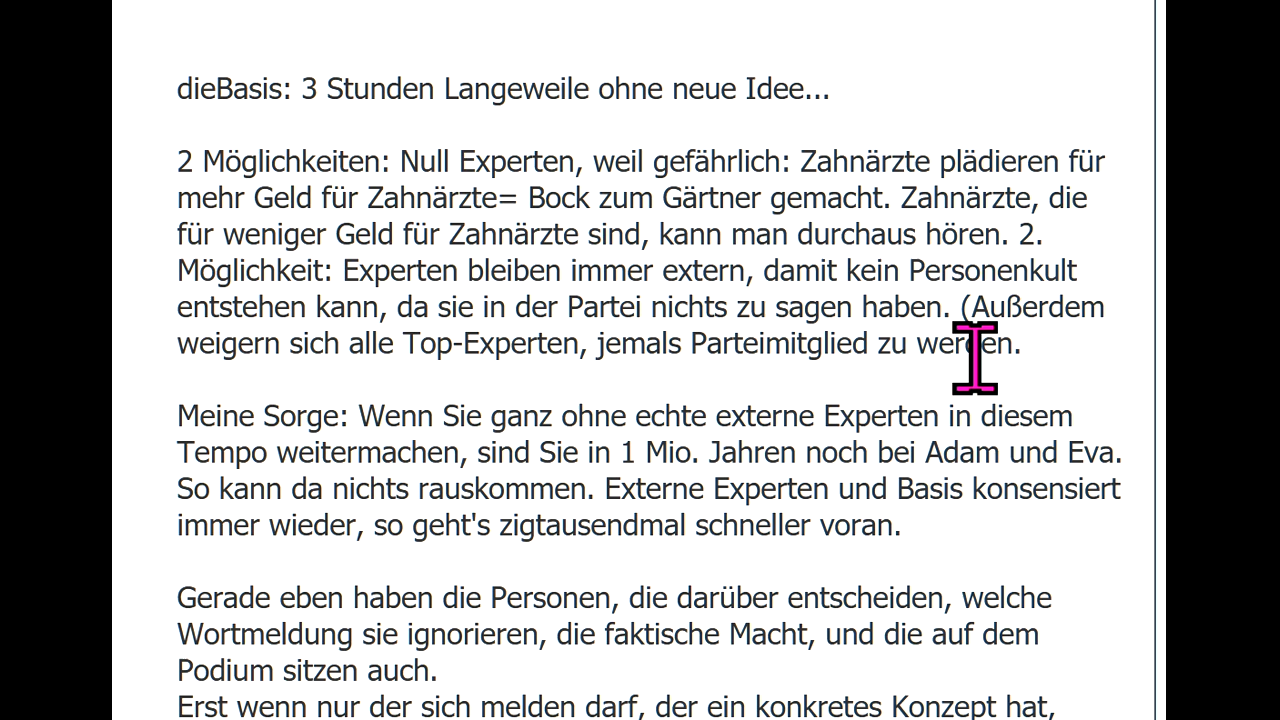 dieBasis: 3 Stunden Langeweile ohne neue Idee...
2 Möglichkeiten: Null Experten, weil gefährlich: Zahnärzte plädieren für
mehr Geld für Zahnärzte= Bock zum Gärtner gemacht. Zahnärzte, die
für weniger Geld für Zahnärzte sind, kann man durchaus hören. 2.
Möglichkeit: Experten bleiben immer extern, damit kein Personenkult
entstehen kann, da sie in der Partei nichts zu sagen haben. (Außerdem
weigern sich alle Top-Experten, jemals Parteimitglied zu werden.
Meine Sorge: Wenn Sie ganz ohne echte externe Experten in diesem
Tempo weitermachen, sind Sie in 1 Mio. Jahren noch bei Adam und Eva.
So kann da nichts rauskommen. Externe Experten und Basis konsensiert
immer wieder, so geht's zigtausendmal schneller voran.
Gerade eben haben die Personen, die darüber entscheiden, welche
Wortmeldung sie ignorieren, die faktische Macht, und die auf dem
Podium sitzen auch.
Erst wenn nur der sich melden darf, der ein konkretes Konzept hat,